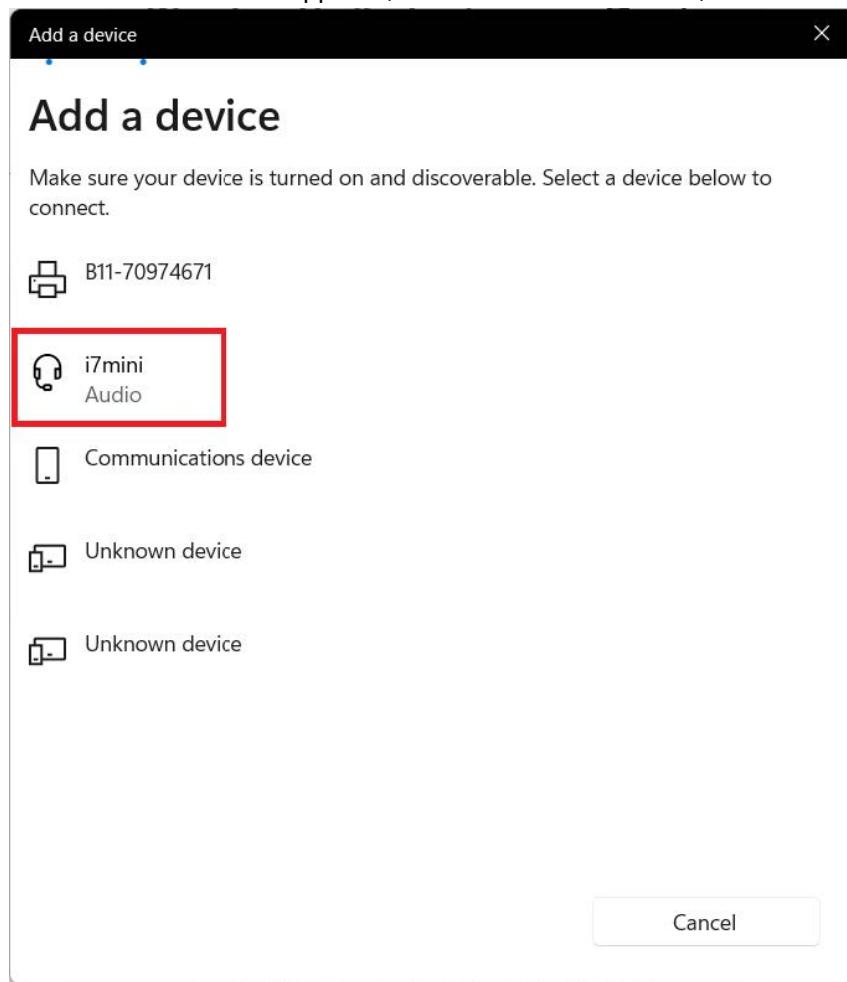 Add a device
Add a device
Make sure your device is turned on and discoverable. Select a device below to
connect.
B11-70974671
i7mini
Audio
Communications device
Unknown device
Unknown device
Cancel